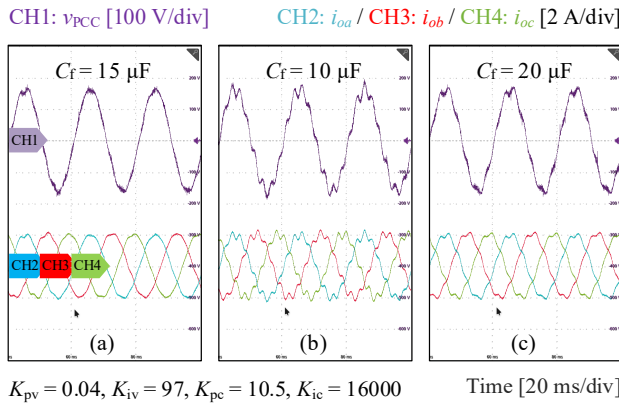 CH1: vPCC [100 V/div] CH2: ioa / CH3: iob / CH4: ioc [2 A/div]
Cf = 15 µF Cf = 10 µF Cf = 20 µF
CH1
CH2 CH3 CH4
(a) (b) (c)
Kpv = 0.04, Kiv = 97, Kpc = 10.5, Kic = 16000 Time [20 ms/div]